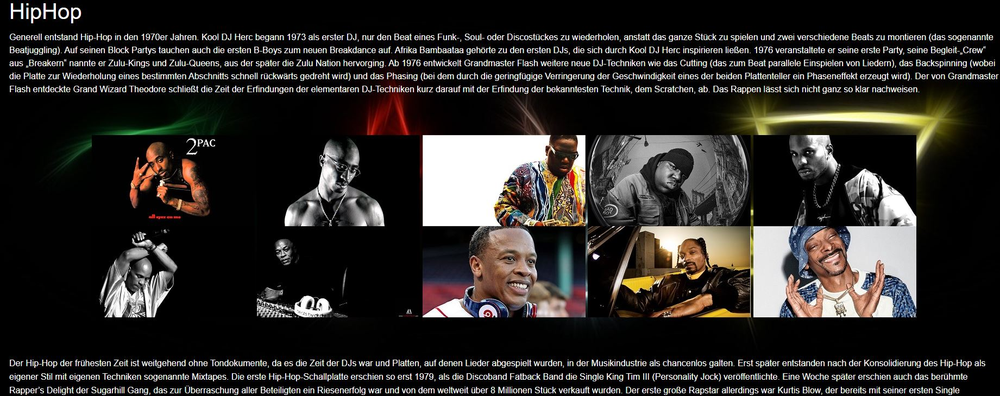 HipHop
Generell entstand Hip-Hop in den 1970er Jahren. Kool DJ Herc begann 1973 als erster DJ, nur den Beat eines Funk-, Soul- oder Discostückes zu wiederholen, anstatt das ganze Stück zu spielen und zwei verschiedene Beats zu montieren (das sogenannte
Beatjuggling). Auf seinen Block Partys tauchen auch die ersten B-Boys zum neuen Breakdance auf. Afrika Bambaataa gehörte zu den ersten DJs, die sich durch Kool DJ Herc inspirieren ließen. 1976 veranstaltete er seine erste Party, seine Begleit-„Crew“
aus „Breakern“ nannte er Zulu-Kings und Zulu-Queens, aus der später die Zulu Nation hervorging. Ab 1976 entwickelt Grandmaster Flash weitere neue DJ-Techniken wie das Cutting (das zum Beat parallele Einspielen von Liedern), das Backspinning (wobei
die Platte zur Wiederholung eines bestimmten Abschnitts schnell rückwärts gedreht wird) und das Phasing (bei dem durch die geringfügige Verringerung der Geschwindigkeit eines der beiden Plattenteller ein Phaseneffekt erzeugt wird). Der von Grandmaster
Flash entdeckte Grand Wizard Theodore schließt die Zeit der Erfindungen der elementaren DJ-Techniken kurz darauf mit der Erfindung der bekanntesten Technik, dem Scratchen, ab. Das Rappen lässt sich nicht ganz so klar nachweisen.
2PAC
all eyez on me
BAD BOY
beats by dr.dre
Der Hip-Hop der frühesten Zeit ist weitgehend ohne Tondokumente, da es die Zeit der DJs war und Platten, auf denen Lieder abgespielt wurden, in der Musikindustrie als chancenlos galten. Erst später entstanden nach der Konsolidierung des Hip-Hop als
eigener Stil mit eigenen Techniken sogenannte Mixtapes. Die erste Hip-Hop-Schallplatte erschien so erst 1979, als die Discoband Fatback Band die Single King Tim III (Personality Jock) veröffentlichte. Eine Woche später erschien auch das berühmte
Rapper’s Delight der Sugarhill Gang, das zur Überraschung aller Beteiligten ein Riesenerfolg war und von dem weltweit über 8 Millionen Stück verkauft wurden. Der erste große Rapstar allerdings war Kurtis Blow, der bereits mit seiner ersten Single